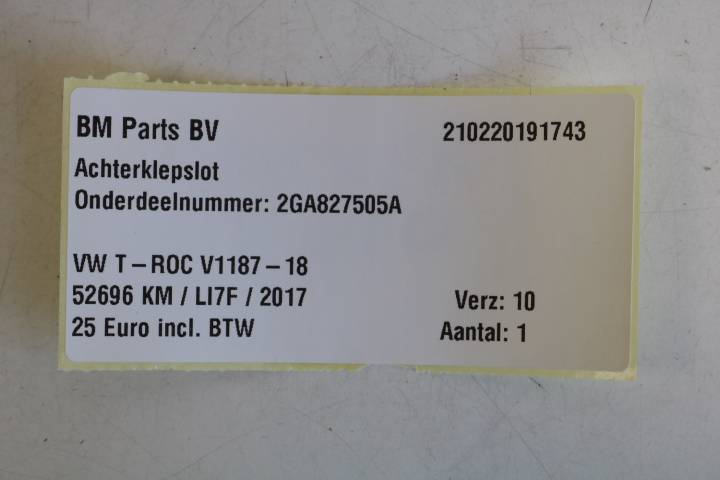 BM Parts BV 210220191743
Achterklepslot
Onderdeelnummer: 2GA827505A
VW T-ROC V1187-18
52696 KM / LI7F / 2017 Verz: 10
25 Euro incl. BTW Aantal: 1